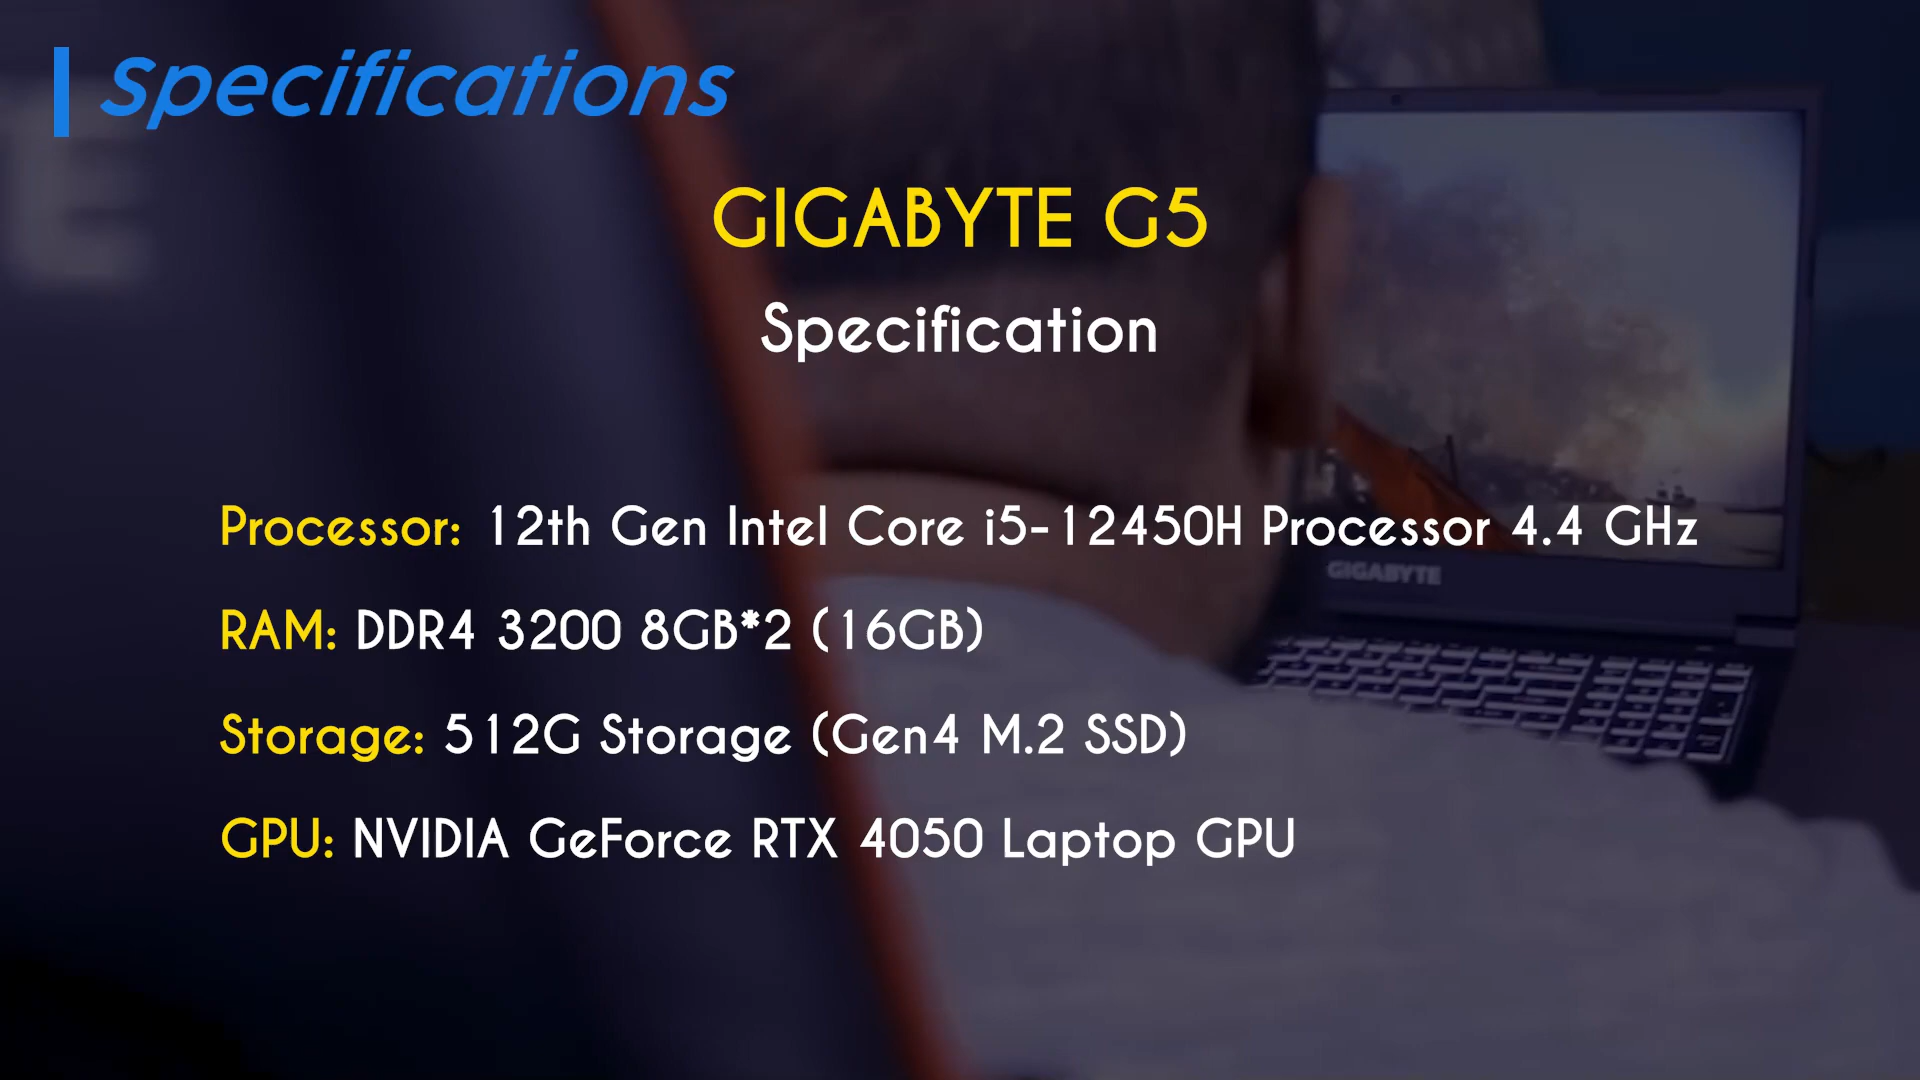 Specifications
GIGABYTE G5
Specification
Processor: 12th Gen Intel Core i5-12450H Processor 4.4 GHz
GIGABYTE
RAM: DDR4 3200 8GB*2 (16GB)
Storage: 512G Storage (Gen4 M.2 SSD)
GPU: NVIDIA GeForce RTX 4050 Laptop GPU